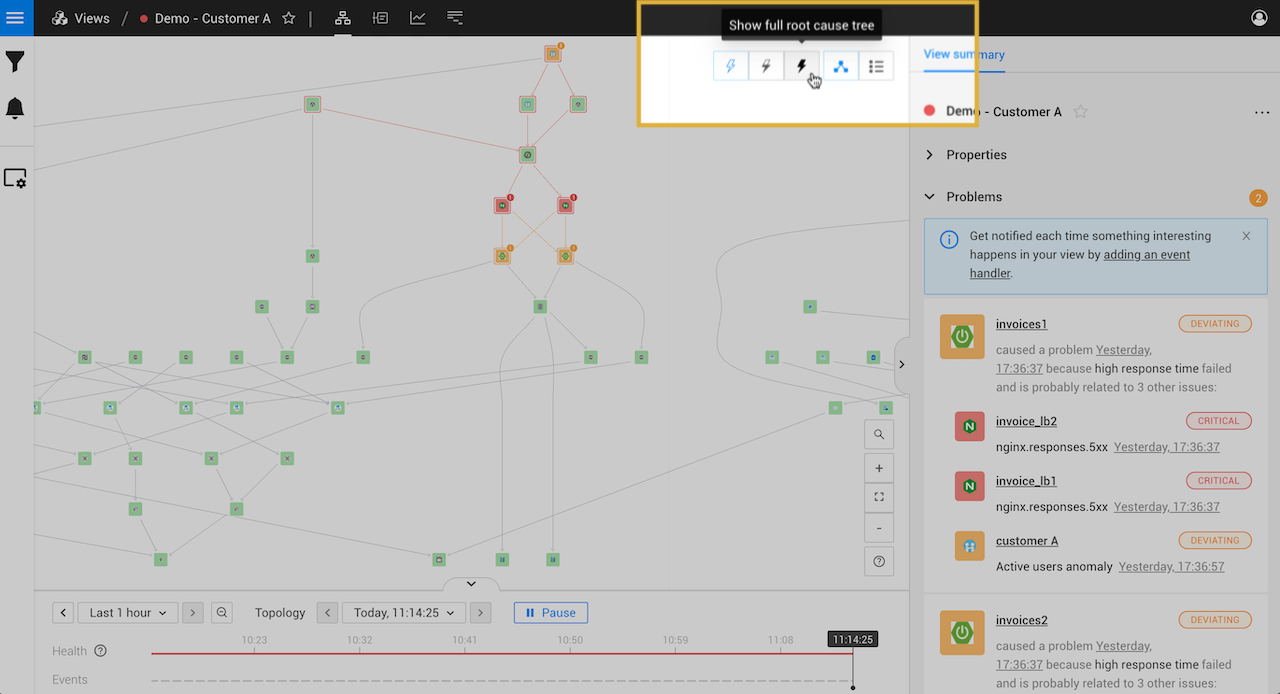 Views / Demo - Customer A
Show full root cause tree
View summary
Demo - Customer A
Properties
Problems
2
Get notified each time something interesting
happens in your view by adding an event
handler.
invoices1
DEVIATING
caused a problem Yesterday,
17:36:37 because high response time failed
and is probably related to 3 other issues:
invoice_lb2
CRITICAL
nginx.responses.5xx Yesterday, 17:36:37
invoice_lb1
CRITICAL
nginx.responses.5xx Yesterday, 17:36:37
customer A
DEVIATING
Active users anomaly Yesterday, 17:36:57
invoices2
DEVIATING
caused a problem Yesterday,
17:36:37 because high response time failed
and is probably related to 3 other issues:
Last 1 hour
Topology
Today, 11:14:25
Pause
10:23 10:32 10:41 10:50 10:59 11:08 11:14:25
Health
Events